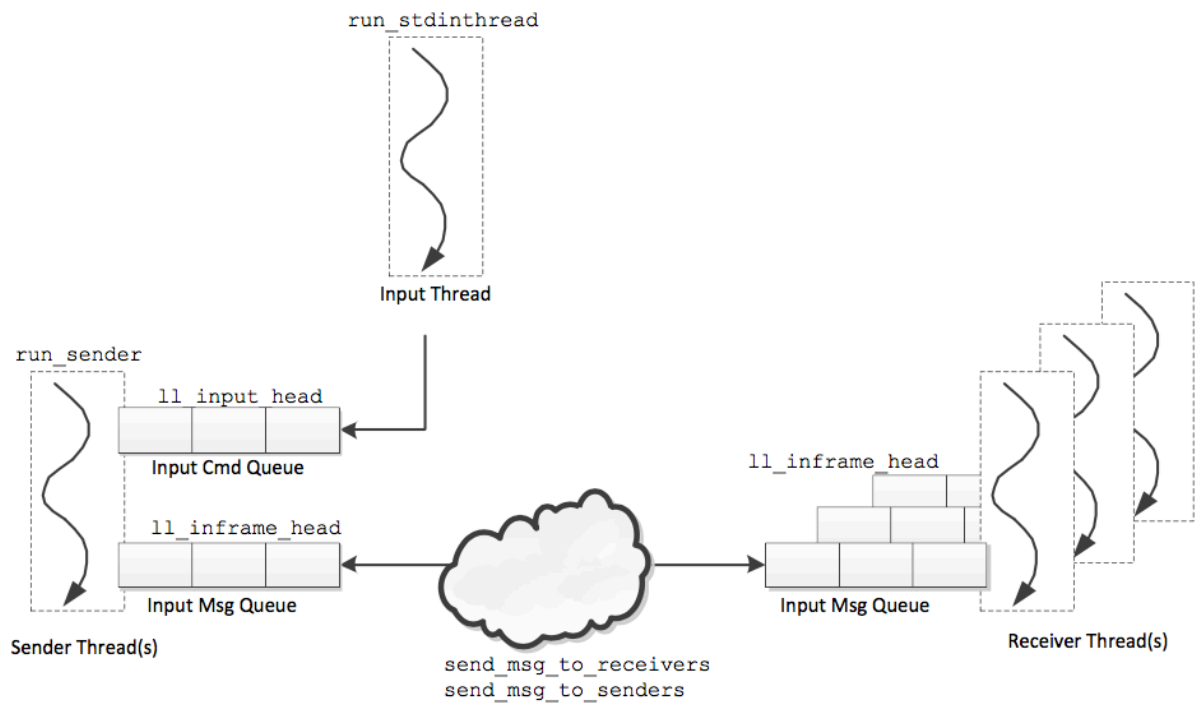 run_stdinthread
Input Thread
run_sender
ll_input_head
Input Cmd Queue
ll_inframe_head
ll_inframe_head
Input Msg Queue
Input Msg Queue
Sender Thread(s)
Receiver Thread(s)
send_msg_to_receivers
send_msg_to_senders